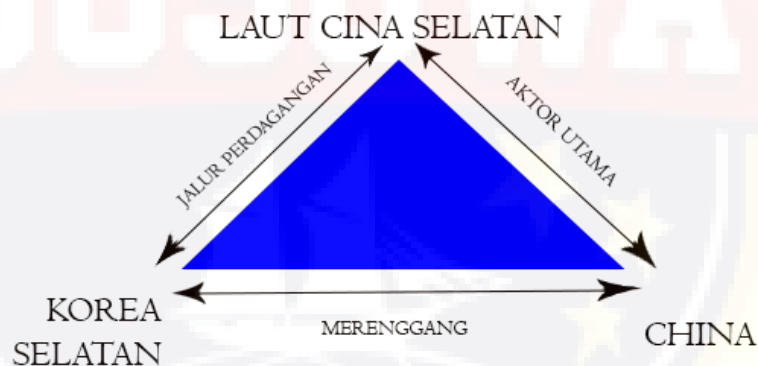 LAUT CINA SELATAN
JALUR PERDAGANGAN
AKTOR UTAMA
KOREA
SELATAN
MERENGGANG
CHINA